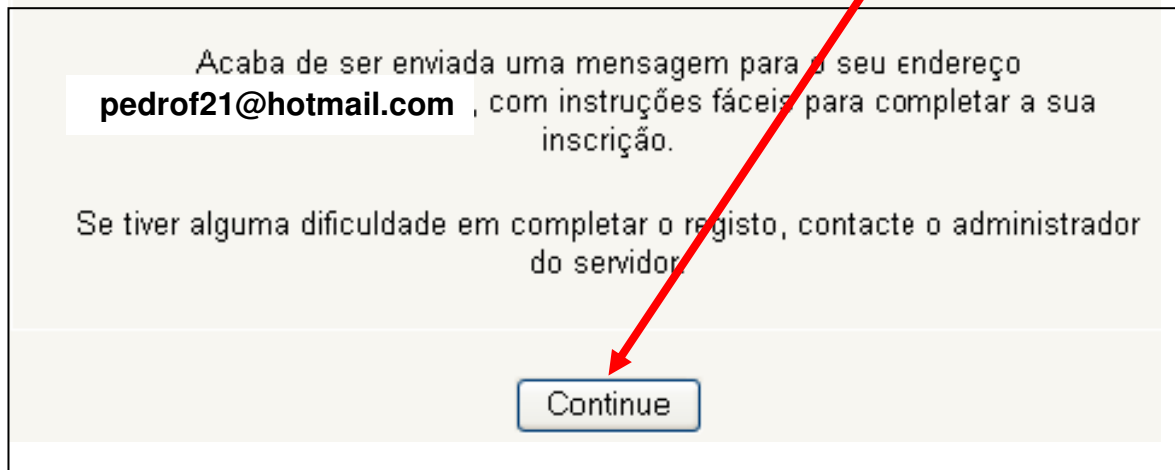 Acaba de ser enviada uma mensagem para o seu endereço
pedrof21@hotmail.com, com instruções fáceis para completar a sua
inscrição.
Se tiver alguma dificuldade em completar o registo, contacte o administrador
do servidor.
Continue